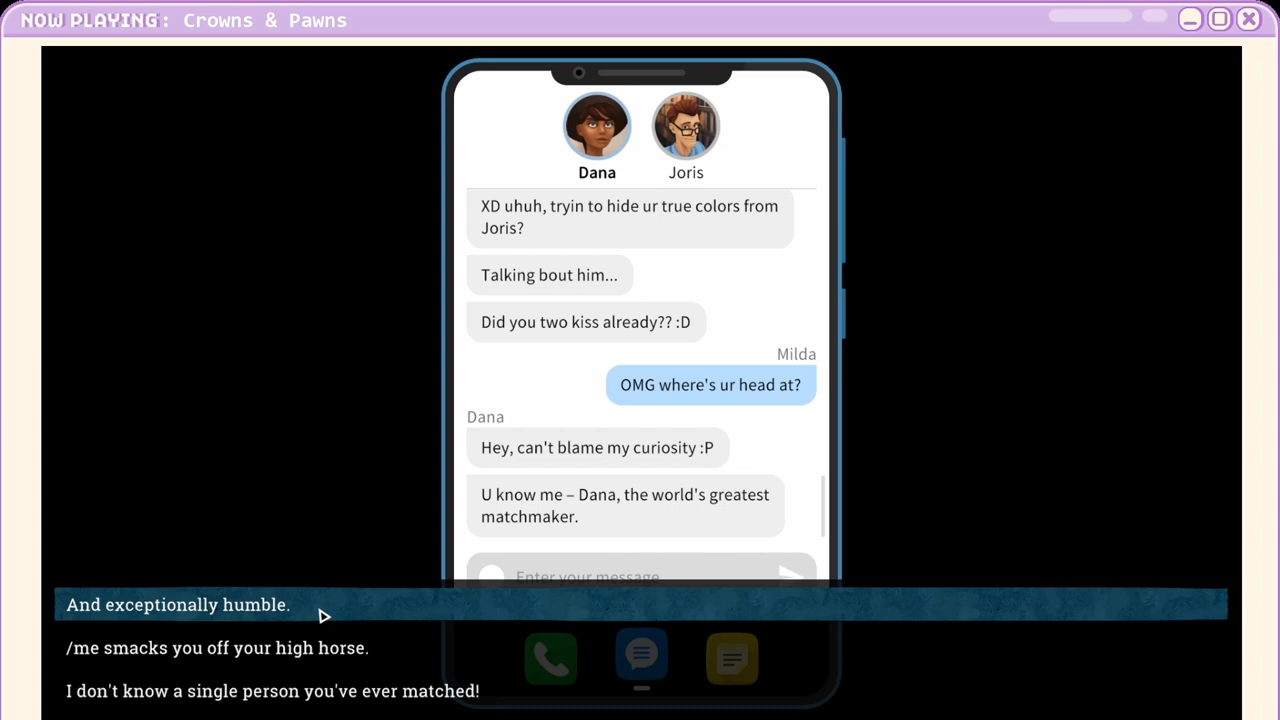 NOW PLAYING: Crowns & Pawns
Dana
Joris
XD uhuh, tryin to hide ur true colors from
Joris?
Talking bout him...
Did you two kiss already?? :D
Milda
OMG where's ur head at?
Dana
Hey, can't blame my curiosity :P
U know me – Dana, the world's greatest
matchmaker.
Enter your message
And exceptionally humble.
/me smacks you off your high horse.
I don't know a single person you've ever matched!